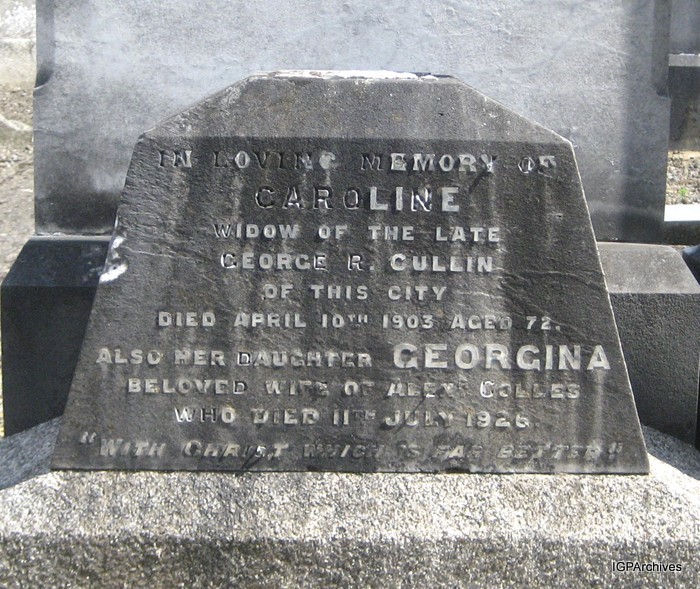 IN LOVING MEMORY OF
CAROLINE
WIDOW OF THE LATE
GEORGE R. CULLIN
OF THIS CITY
DIED APRIL 10TH 1903 AGED 72.
ALSO HER DAUGHTER GEORGINA
BELOVED WIFE OF ALEXR COLLES
WHO DIED 11TH JULY 1926.
"WITH CHRIST WHICH IS FAR BETTER"
IGPArchives